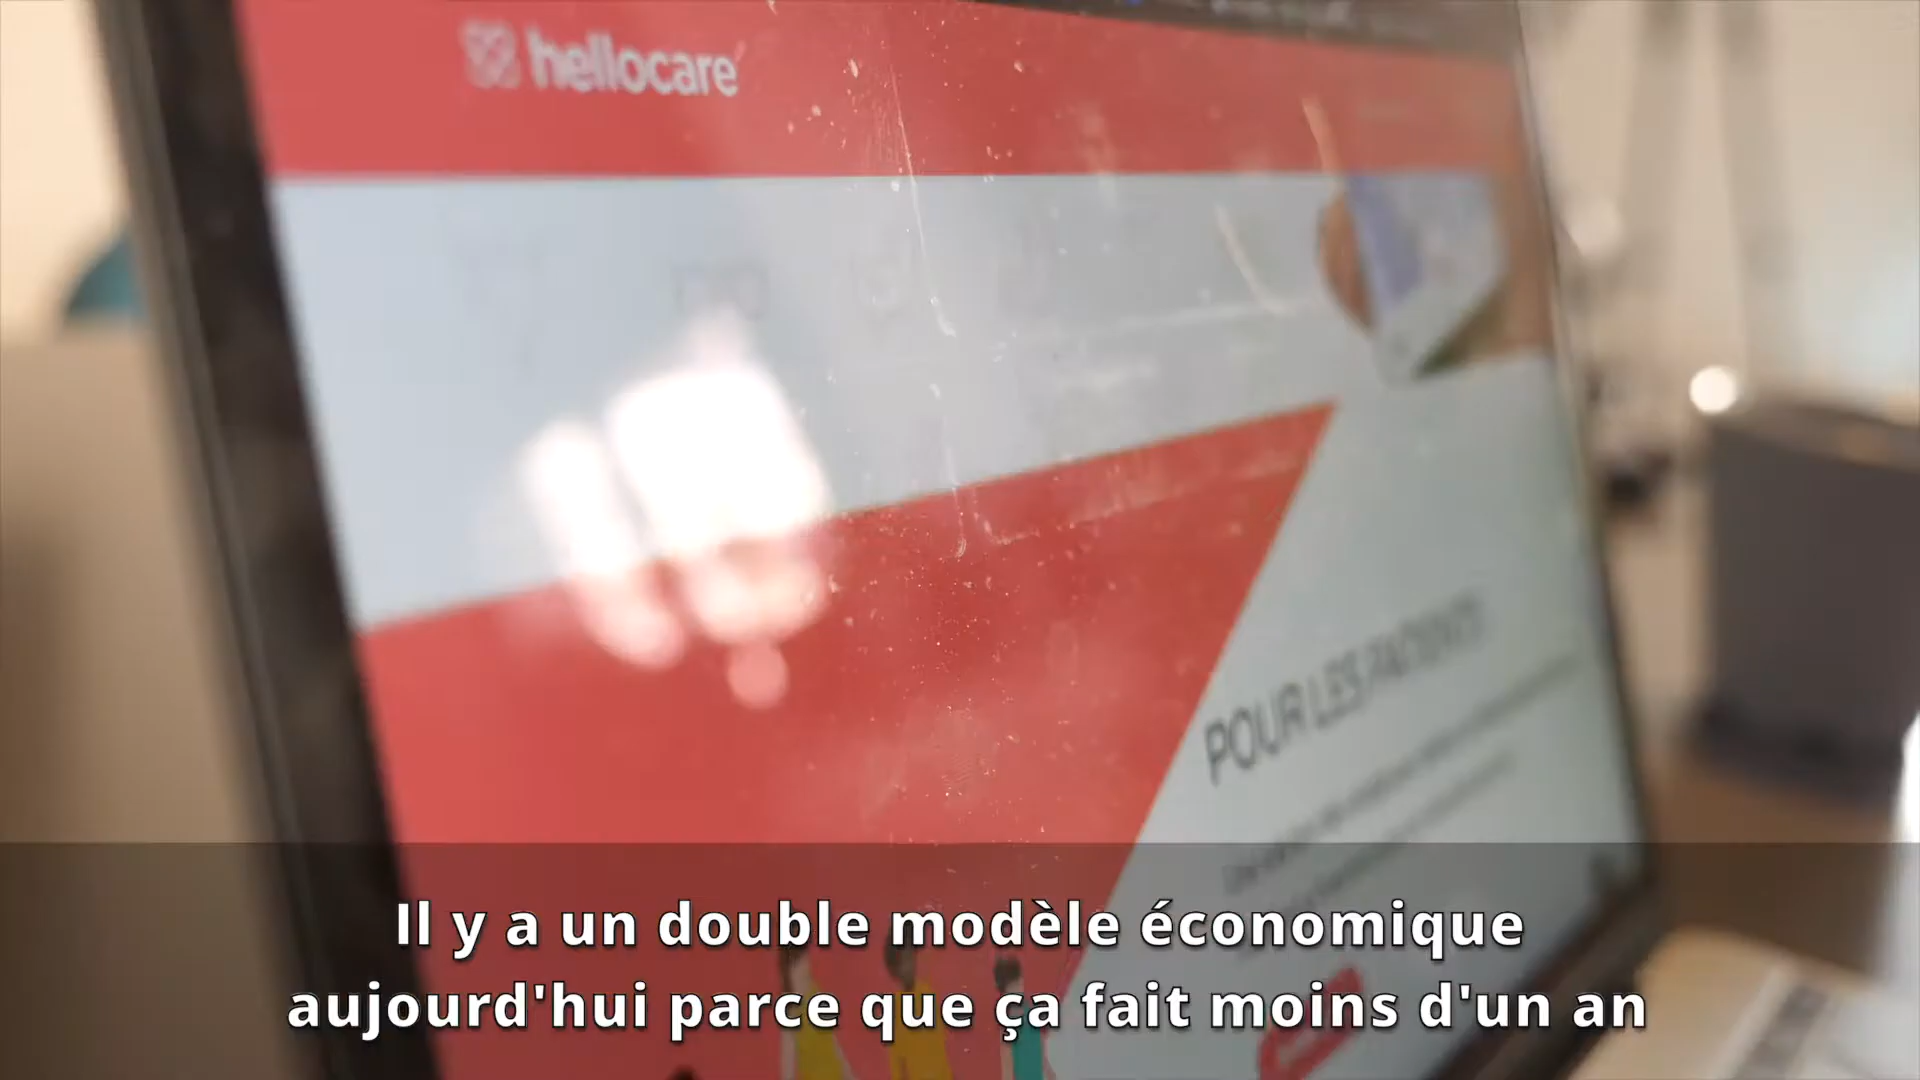 hellocare
POUR LES PATIENTS
Il y a un double modèle économique
aujourd'hui parce que ça fait moins d'un an